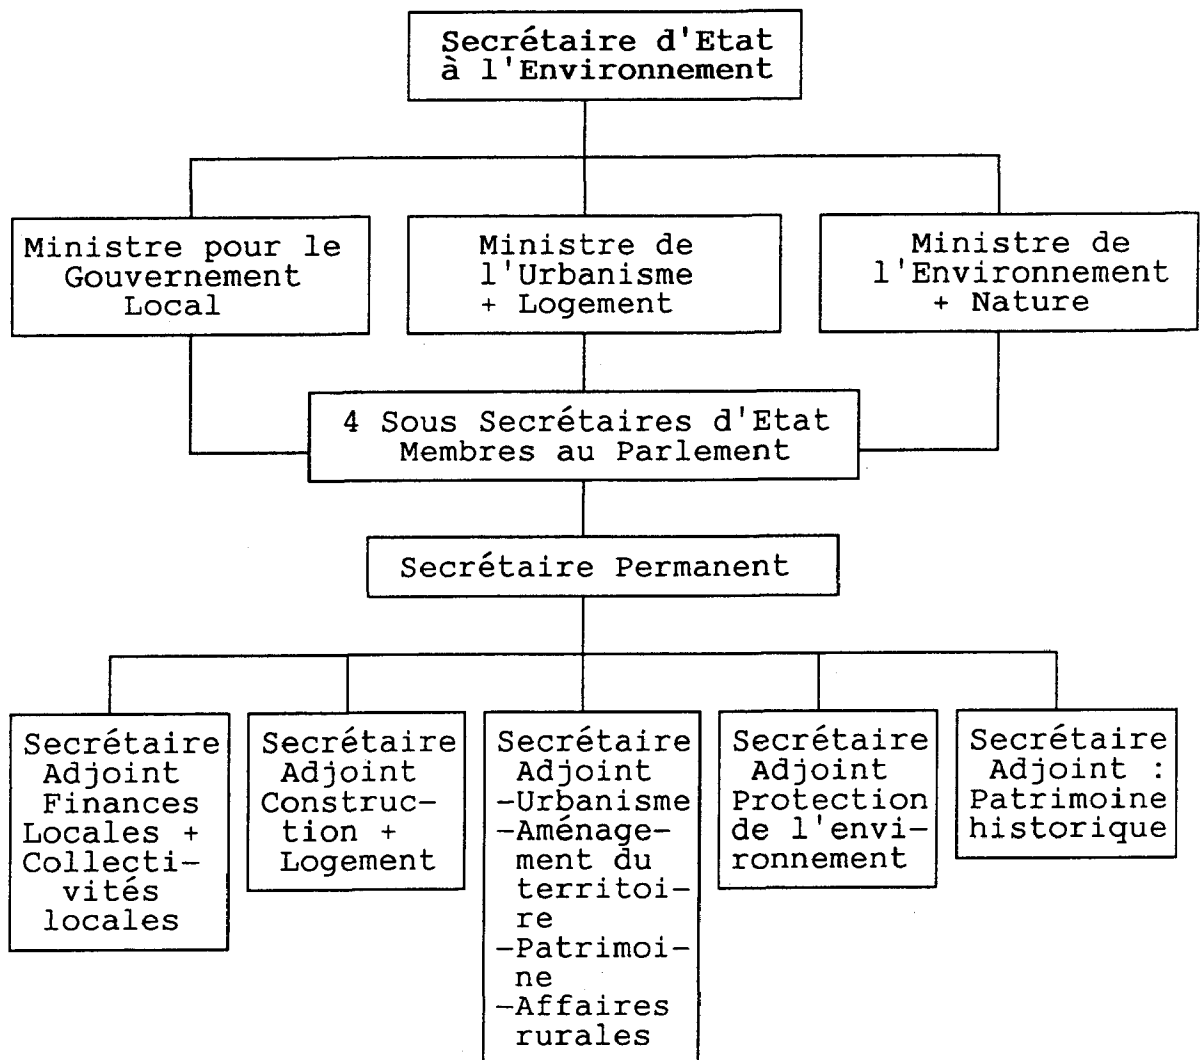 Secrétaire d'Etat
à l'Environnement
Ministre pour le
Gouvernement
Local
Ministre de
l'Urbanisme
+ Logement
Ministre de
l'Environnement
+ Nature
4 Sous Secrétaires d'Etat
Membres au Parlement
Secrétaire Permanent
Secrétaire
Adjoint
Finances
Locales +
Collecti-
vités
locales
Secrétaire
Adjoint
Construc-
tion +
Logement
Secrétaire
Adjoint
-Urbanisme
-Aménage-
ment du
territoi-
re
-Patrimoi-
ne
-Affaires
rurales
Secrétaire
Adjoint
Protection
de l'envi-
ronnement
Secrétaire
Adjoint :
Patrimoine
historique